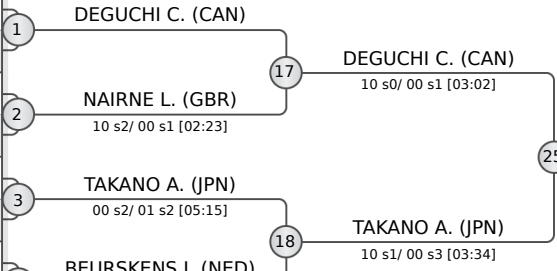 DEGUCHI C. (CAN)
1
17
DEGUCHI C. (CAN)
10 s0/ 00 s1 [03:02]
NAIRNE L. (GBR)
2
10 s2/ 00 s1 [02:23]
25
TAKANO A. (JPN)
3
00 s2/ 01 s2 [05:15]
18
TAKANO A. (JPN)
10 s1/ 00 s3 [03:34]
BEURSKENS L. (NED)